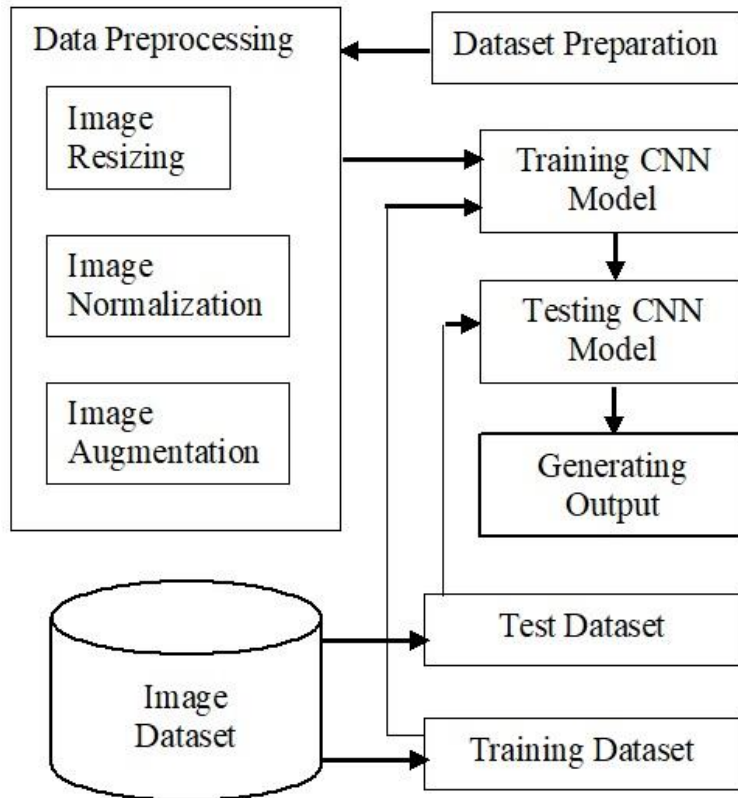 Data Preprocessing
Image
Resizing
Image
Normalization
Image
Augmentation
Dataset Preparation
Training CNN
Model
Testing CNN
Model
Generating
Output
Image
Dataset
Test Dataset
Training Dataset